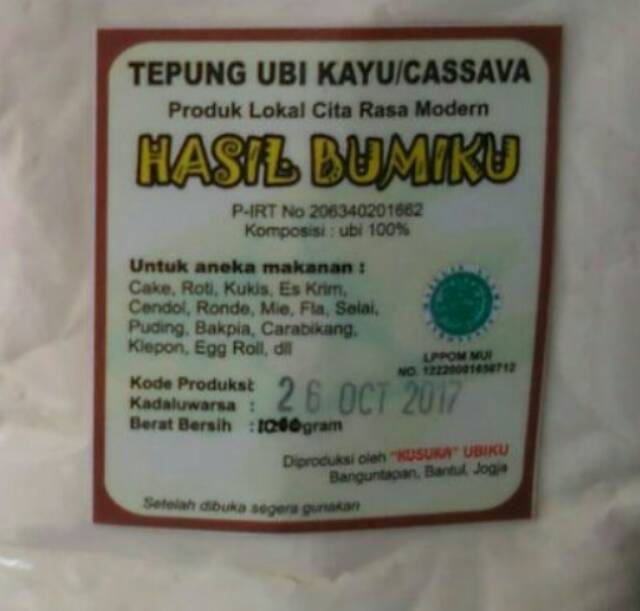 TEPUNG UBI KAYU/CASSAVA
Produk Lokal Cita Rasa Modern
HASIL BUMIKU
P-IRT No 206340201662
Komposisi : ubi 100%
Untuk aneka makanan :
Cake, Roti, Kukis, Es Krim,
Cendol, Ronde, Mie, Fla, Selai,
Puding, Bakpia, Carabikang,
Klepon, Egg Roll, dll
LPPOM MUI
NO. 12220001650712
Kode Produksi:
Kadaluwarsa : 26 OCT 2017
Berat Bersih : 1000gram
Diproduksi oleh "KUSUKA" UBIKU
Banguntapan, Bantul, Jogja
Setelah dibuka segera gunakan